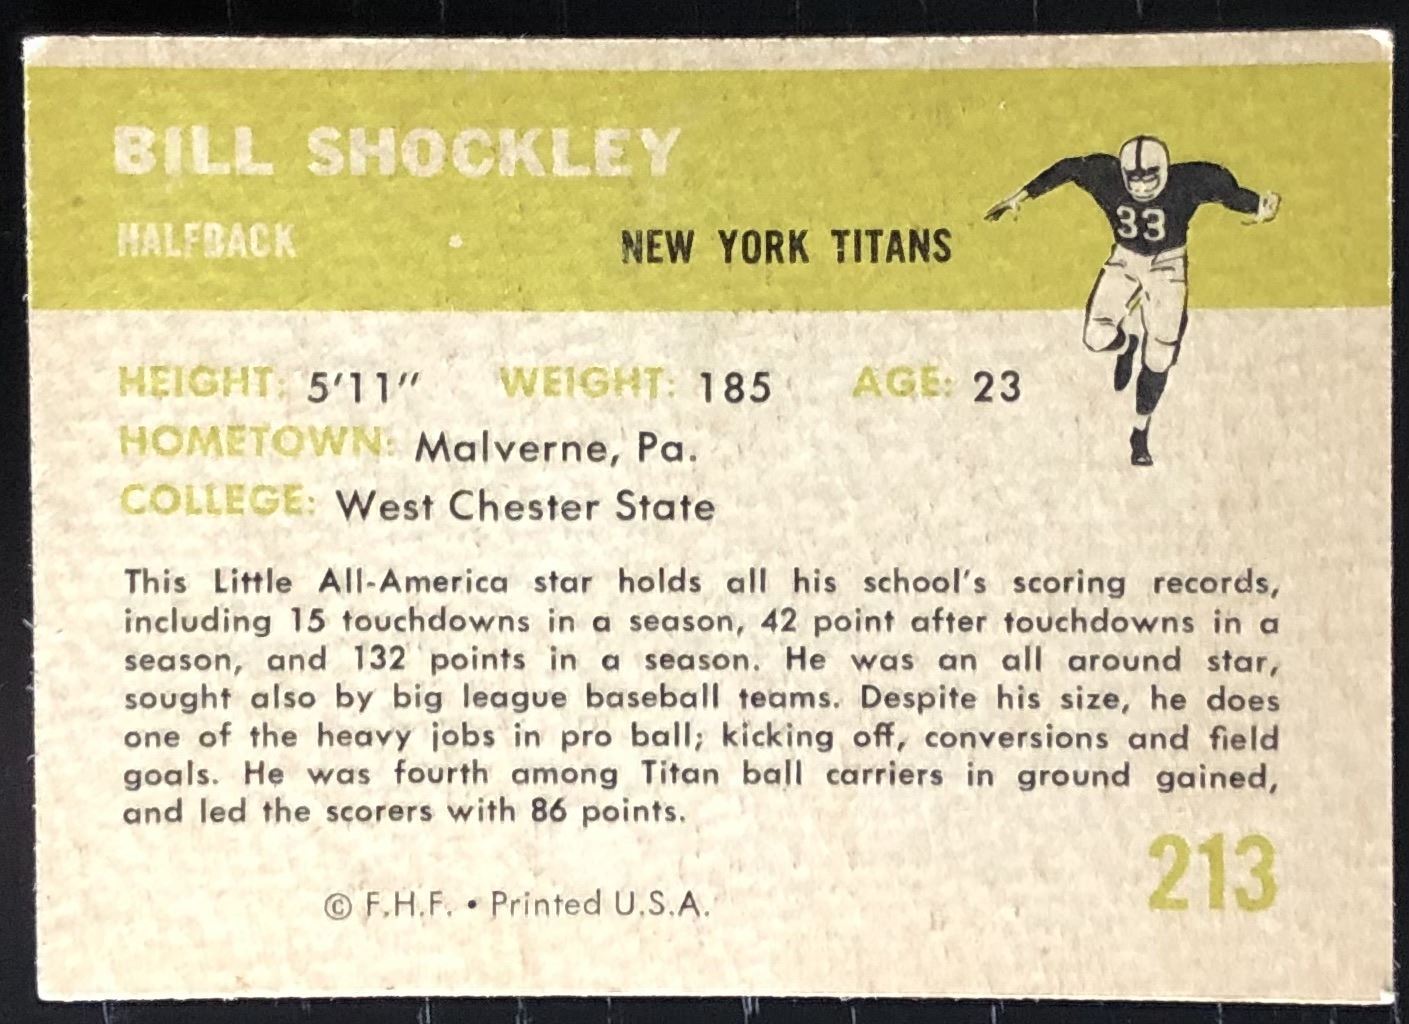 BILL SHOCKLEY
HALFBACK
NEW YORK TITANS
33
HEIGHT: 5'11" WEIGHT: 185 AGE: 23
HOMETOWN: Malverne, Pa.
COLLEGE: West Chester State
This Little All-America star holds all his school's scoring records,
including 15 touchdowns in a season, 42 point after touchdowns in a
season, and 132 points in a season. He was an all around star,
sought also by big league baseball teams. Despite his size, he does
one of the heavy jobs in pro ball; kicking off, conversions and field
goals. He was fourth among Titan ball carriers in ground gained,
and led the scorers with 86 points.
213
© F.H.F. • Printed U.S.A.